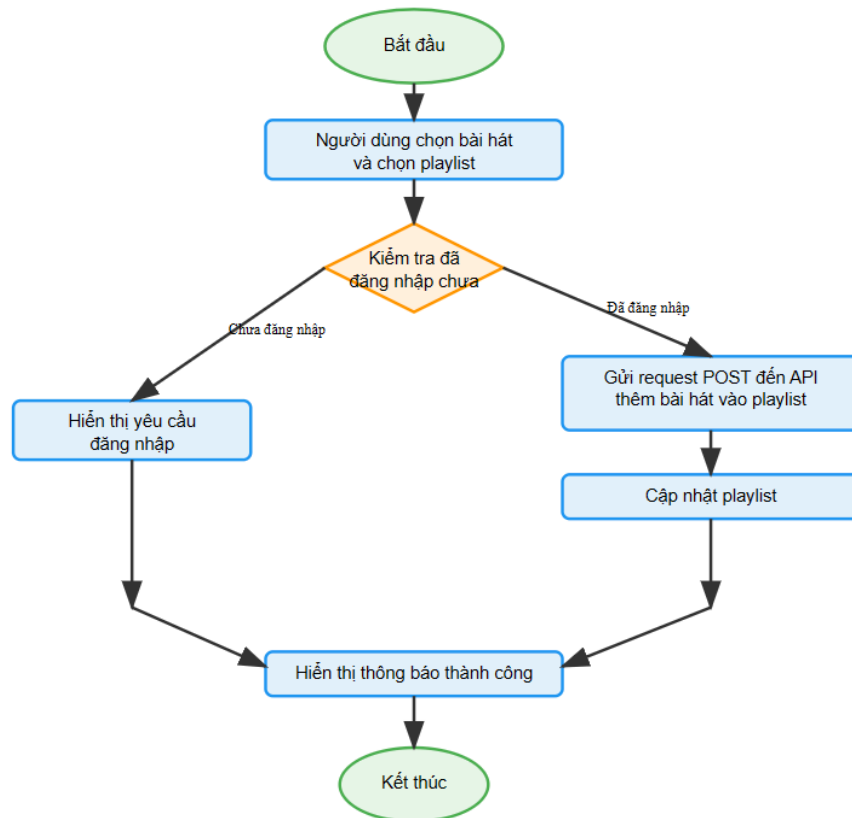 Bắt đầu
Người dùng chọn bài hát
và chọn playlist
Kiểm tra đã
đăng nhập chưa
Chưa đăng nhập
Đã đăng nhập
Gửi request POST đến API
thêm bài hát vào playlist
Hiển thị yêu cầu
đăng nhập
Cập nhật playlist
Hiển thị thông báo thành công
Kết thúc